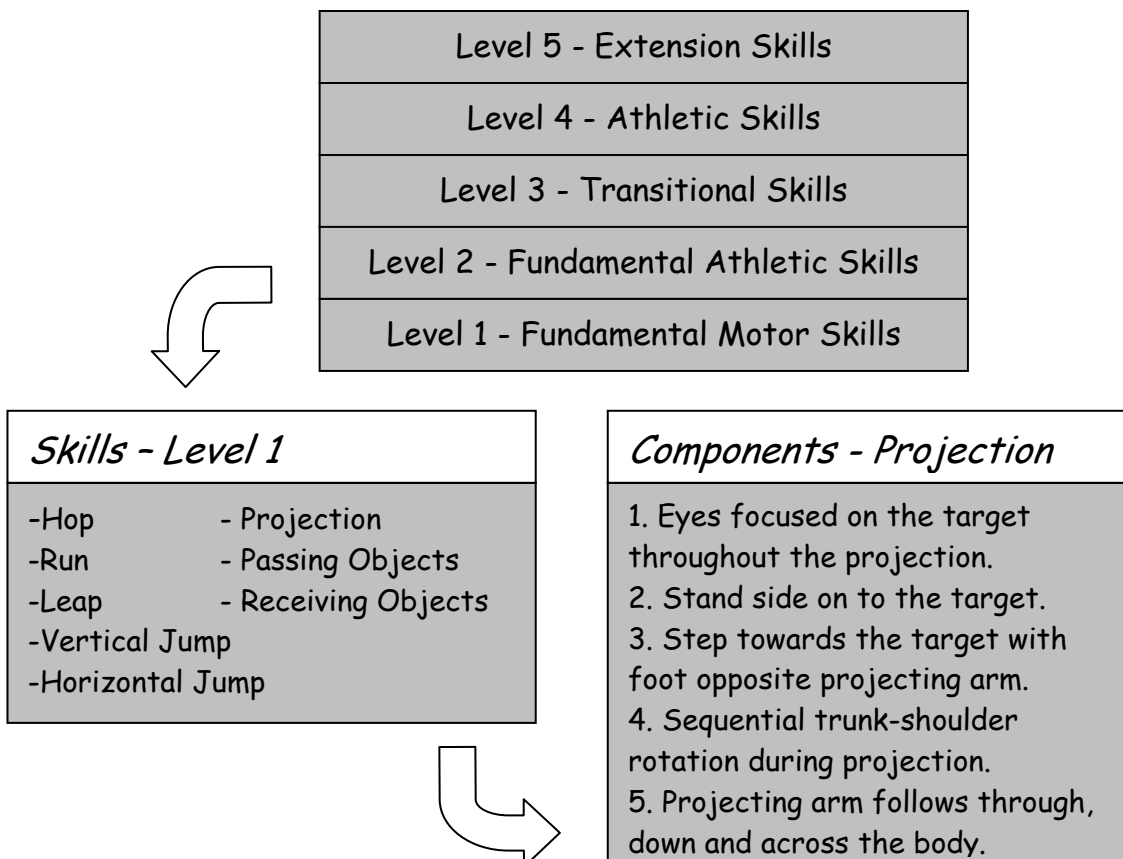 Level 5 - Extension Skills
Level 4 - Athletic Skills
Level 3 - Transitional Skills
Level 2 - Fundamental Athletic Skills
Level 1 - Fundamental Motor Skills
Skills – Level 1
-Hop - Projection
-Run - Passing Objects
-Leap - Receiving Objects
-Vertical Jump
-Horizontal Jump
Components - Projection
1. Eyes focused on the target
throughout the projection.
2. Stand side on to the target.
3. Step towards the target with
foot opposite projecting arm.
4. Sequential trunk-shoulder
rotation during projection.
5. Projecting arm follows through,
down and across the body.